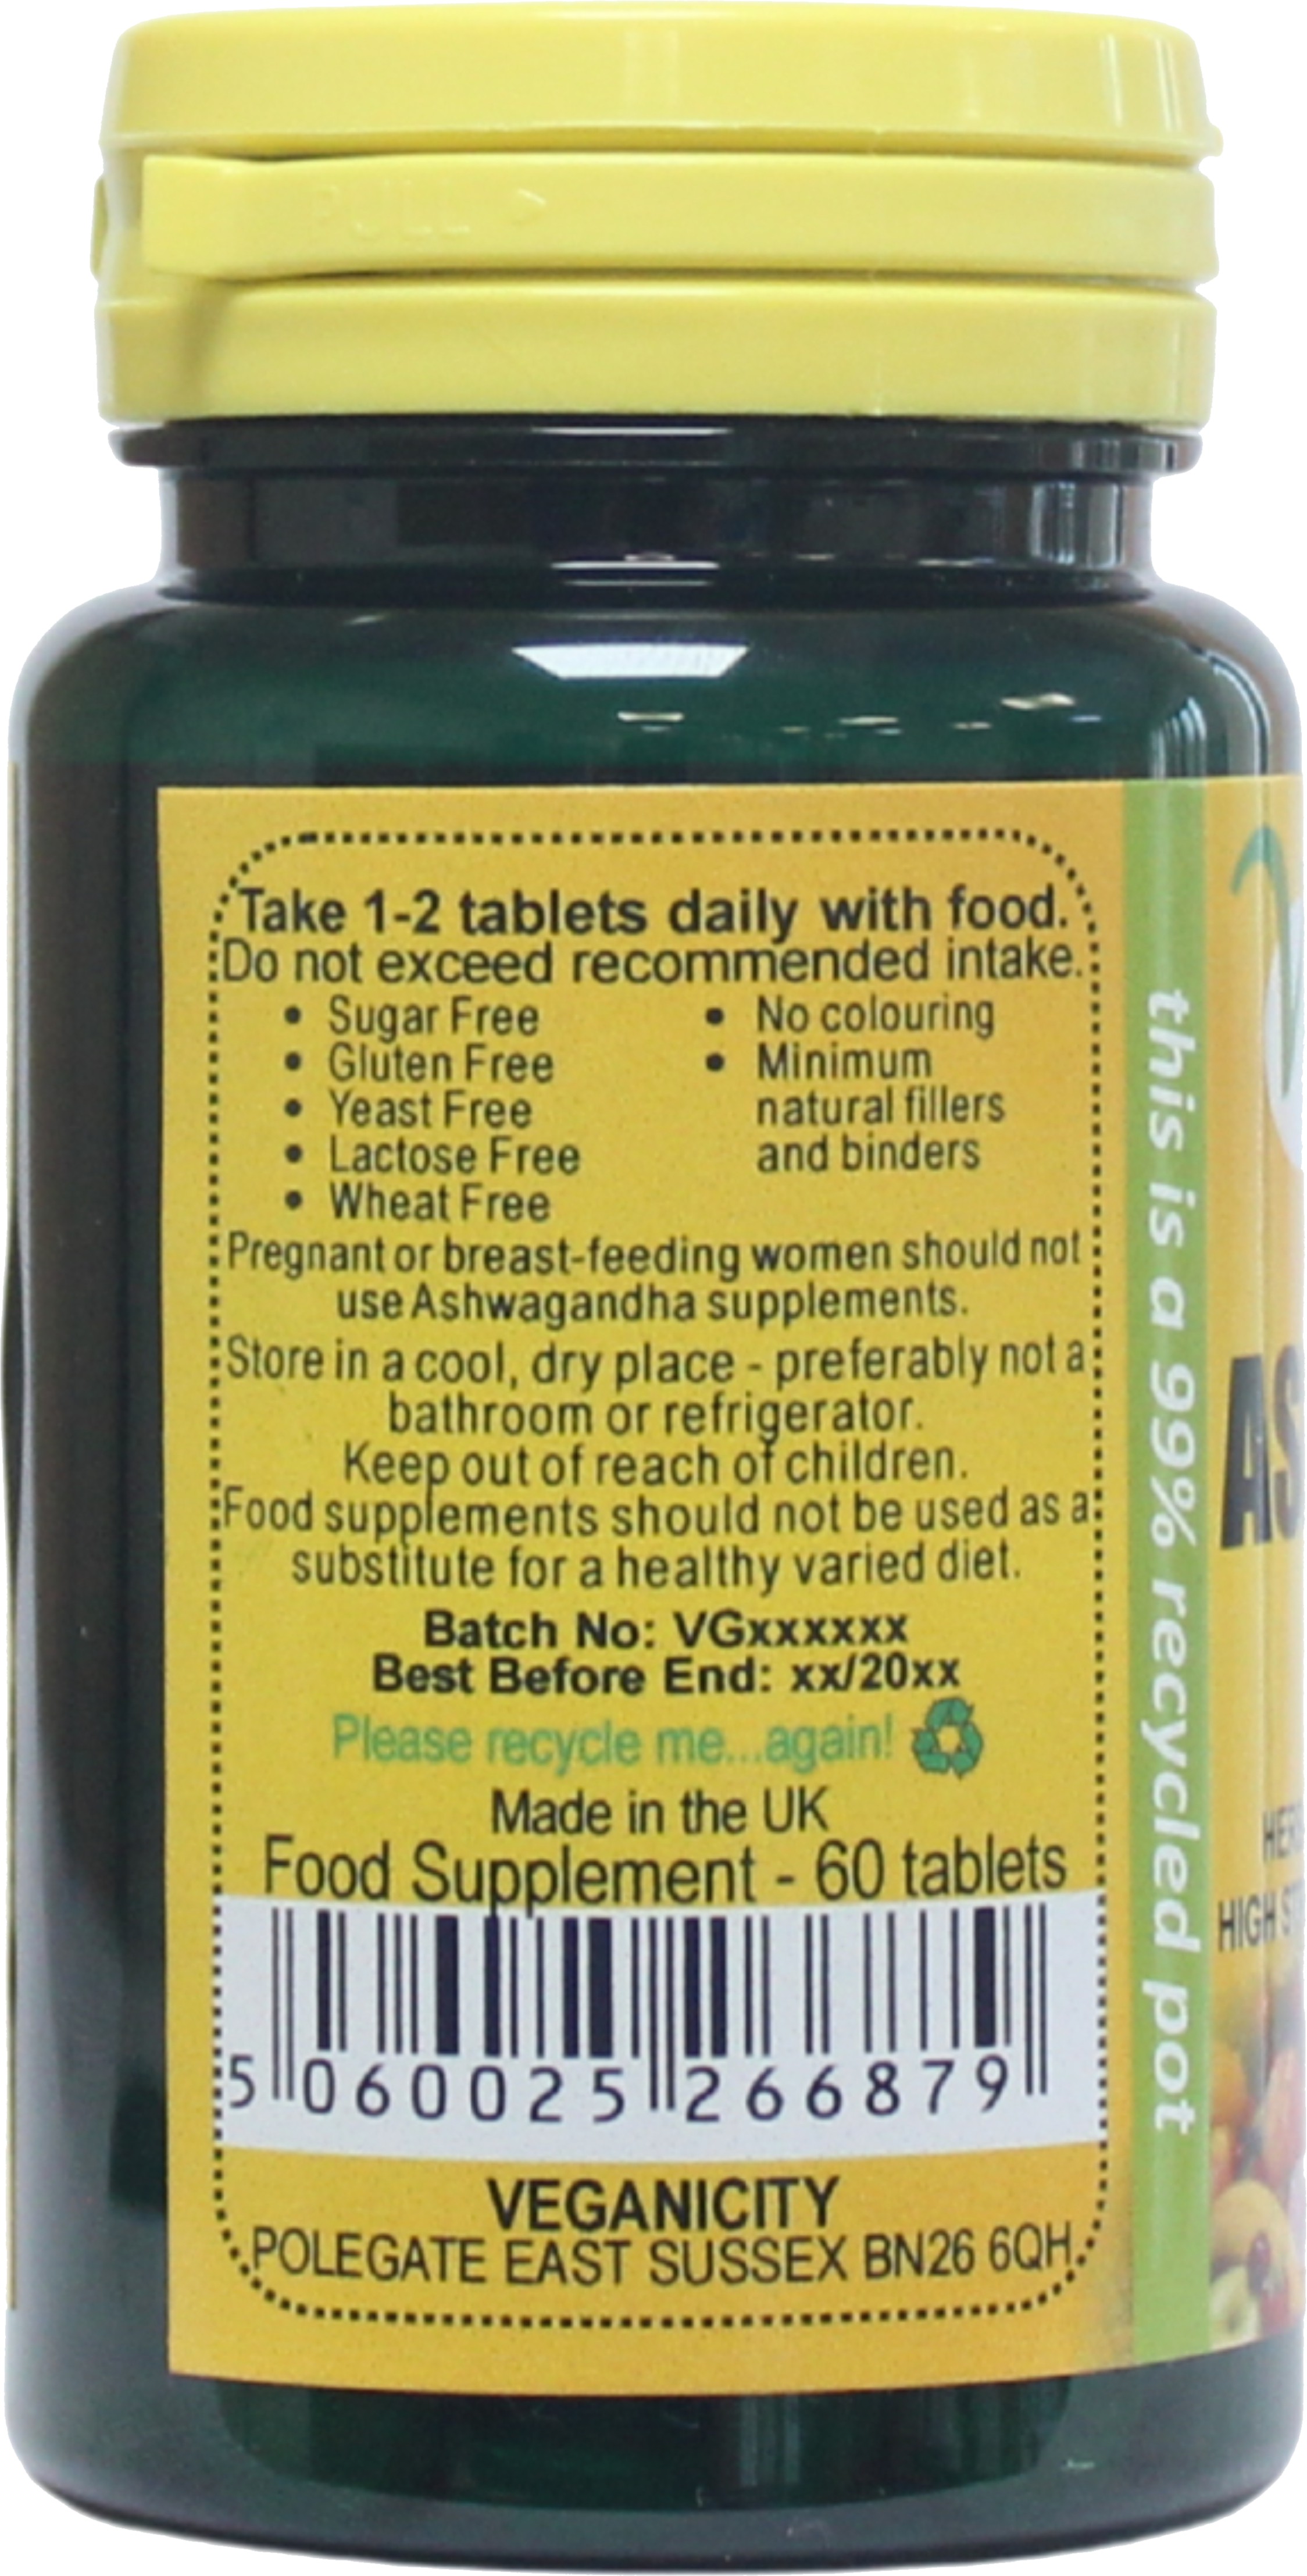 PULL >
Take 1-2 tablets daily with food.
Do not exceed recommended intake.
• Sugar Free
• Gluten Free
• Yeast Free
• Lactose Free
• Wheat Free
• No colouring
• Minimum
natural fillers
and binders
Pregnant or breast-feeding women should not
use Ashwagandha supplements.
Store in a cool, dry place - preferably not a
bathroom or refrigerator.
Keep out of reach of children.
Food supplements should not be used as a
substitute for a healthy varied diet.
Batch No: VGxxxxxx
Best Before End: xx/20xx
Please recycle me...again!
Made in the UK
Food Supplement - 60 tablets
5 060025 266879
VEGANICITY
POLEGATE EAST SUSSEX BN26 6QH
this is a 99% recycled pot
AS
HER
HIGH ST